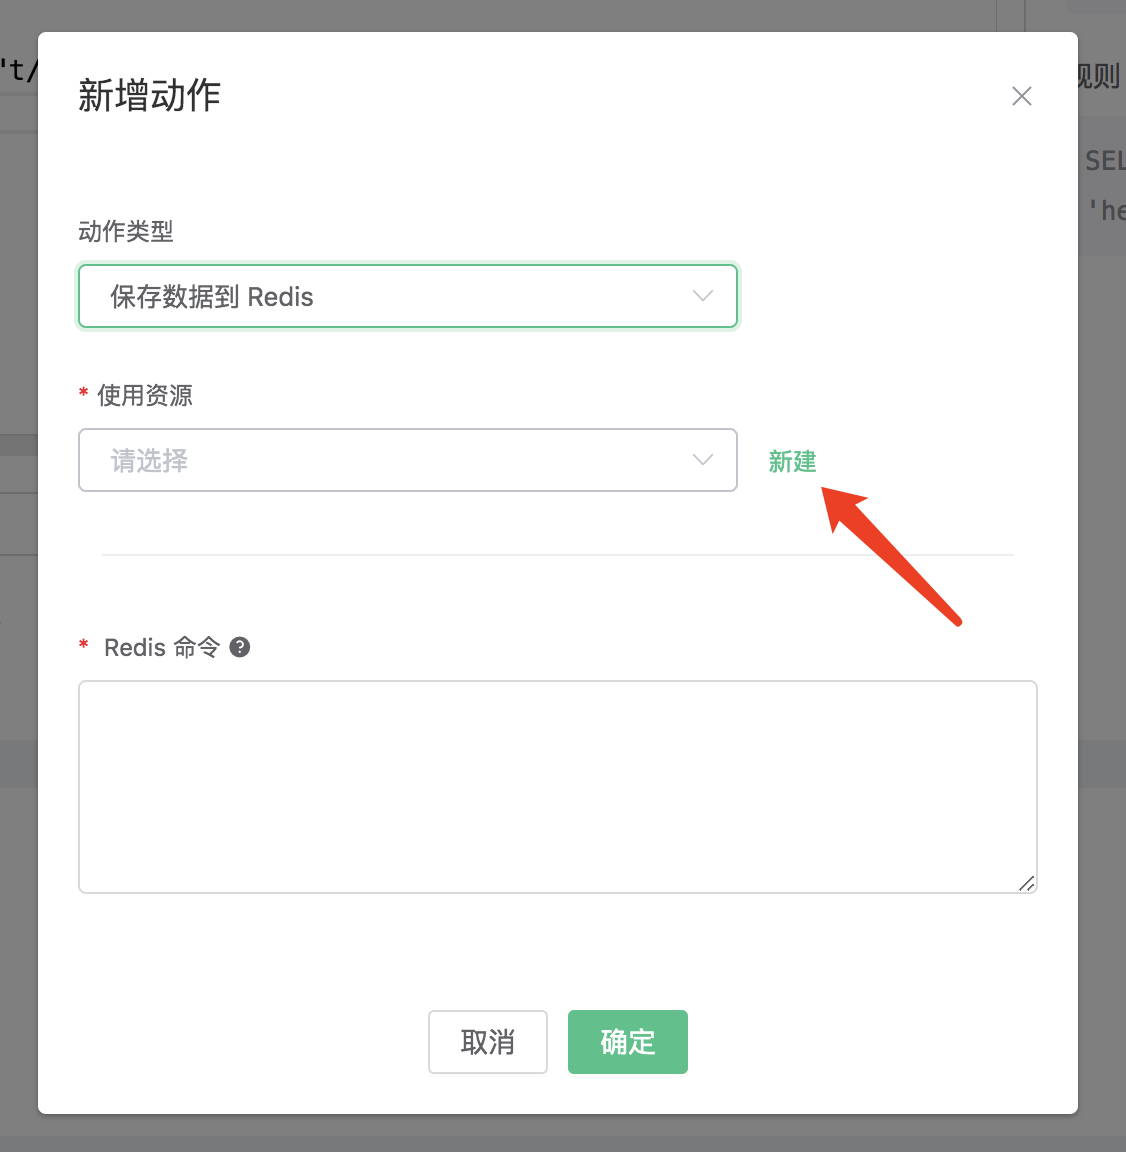 't/
新增动作
规则
SEL
'he
动作类型
保存数据到 Redis
* 使用资源
请选择
新建
* Redis 命令 ?
取消
确定